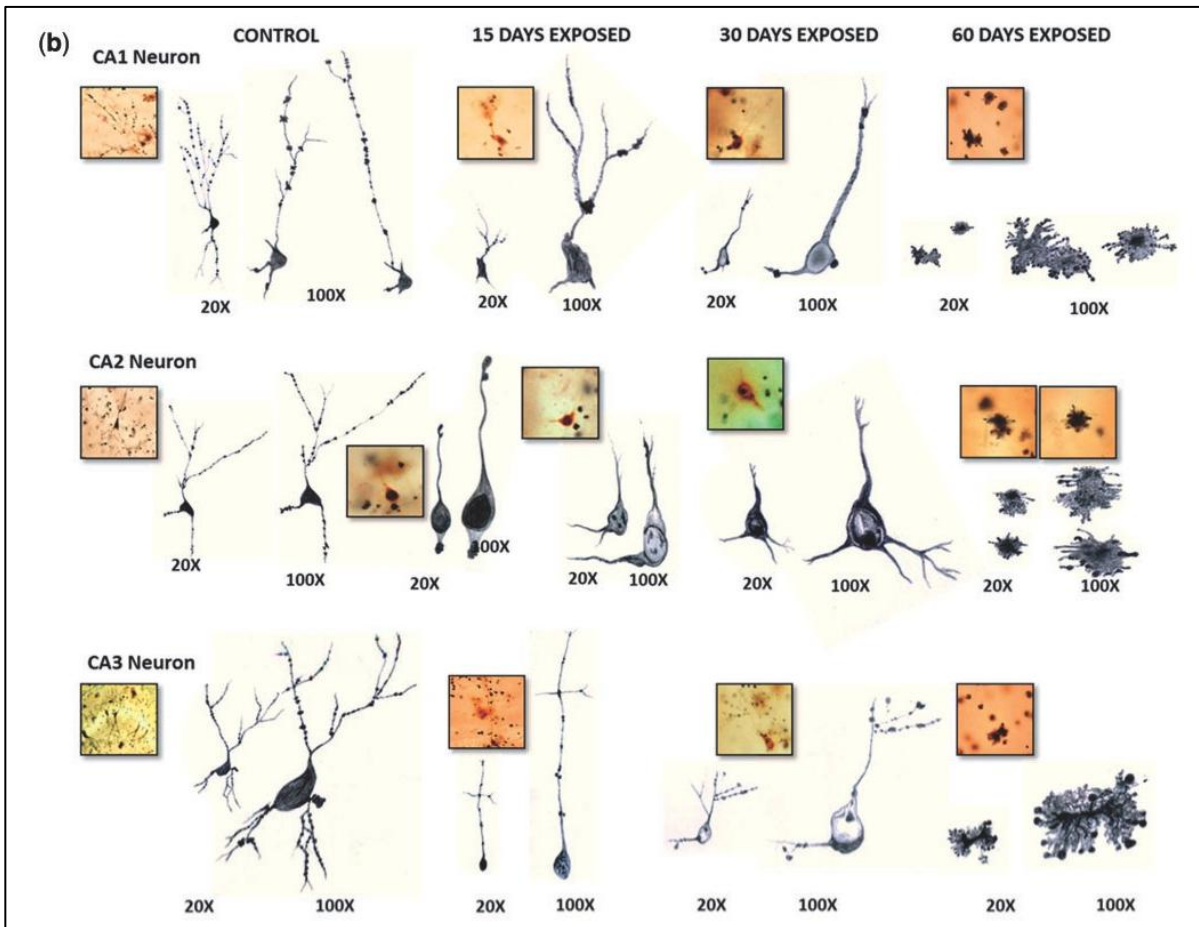 (b)
CONTROL 15 DAYS EXPOSED 30 DAYS EXPOSED 60 DAYS EXPOSED
CA1 Neuron
20X 100X 20X 100X 20X 100X 20X 100X
CA2 Neuron
20X 100X 20X 100X 20X 100X 20X 100X 20X 100X
CA3 Neuron
20X 100X 20X 100X 20X 100X 20X 100X